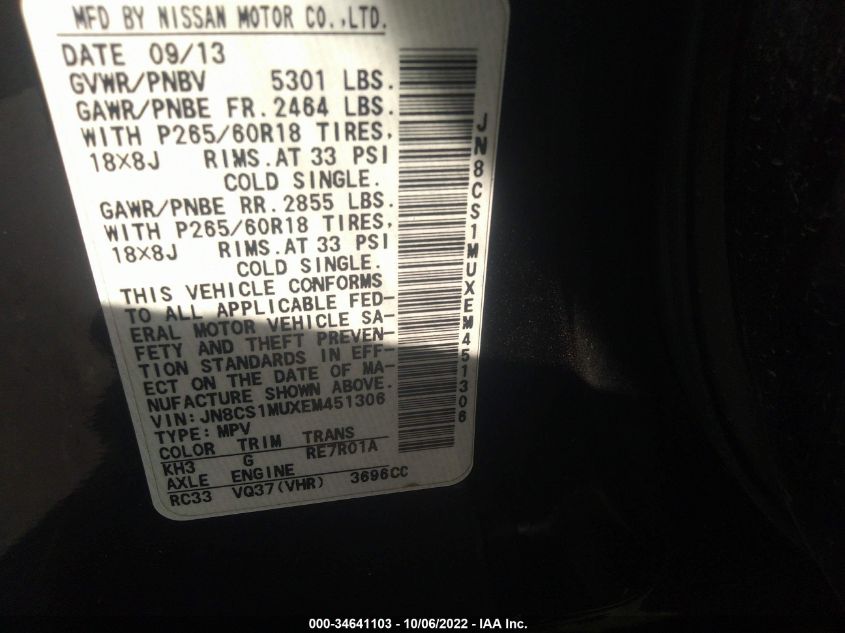 MFD BY NISSAN MOTOR CO.,LTD.
DATE 09/13
GVWR/PNBV 5301 LBS.
GAWR/PNBE FR. 2464 LBS.
WITH P265/60R18 TIRES,
18X8J RIMS.AT 33 PSI
COLD SINGLE.
GAWR/PNBE RR. 2855 LBS.
WITH P265/60R18 TIRES,
18X8J RIMS.AT 33 PSI
COLD SINGLE.
THIS VEHICLE CONFORMS
TO ALL APPLICABLE FED-
ERAL MOTOR VEHICLE SA-
FETY AND THEFT PREVEN-
TION STANDARDS IN EFF-
ECT ON THE DATE OF MA-
NUFACTURE SHOWN ABOVE.
VIN:JN8CS1MUXEM451306
TYPE:MPV
COLOR TRIM TRANS
KH3 G RE7R01A
AXLE ENGINE
RC33 VQ37(VHR) 3696CC
JN8CS1MUXEM451306
000-34641103 - 10/06/2022 - IAA Inc.